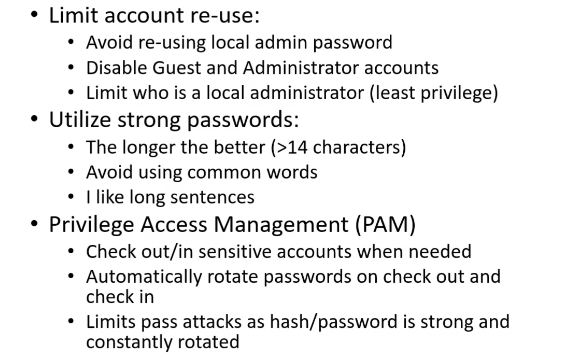 • Limit account re-use:
• Avoid re-using local admin password
• Disable Guest and Administrator accounts
• Limit who is a local administrator (least privilege)
• Utilize strong passwords:
• The longer the better (>14 characters)
• Avoid using common words
• I like long sentences
• Privilege Access Management (PAM)
• Check out/in sensitive accounts when needed
• Automatically rotate passwords on check out and
check in
• Limits pass attacks as hash/password is strong and
constantly rotated